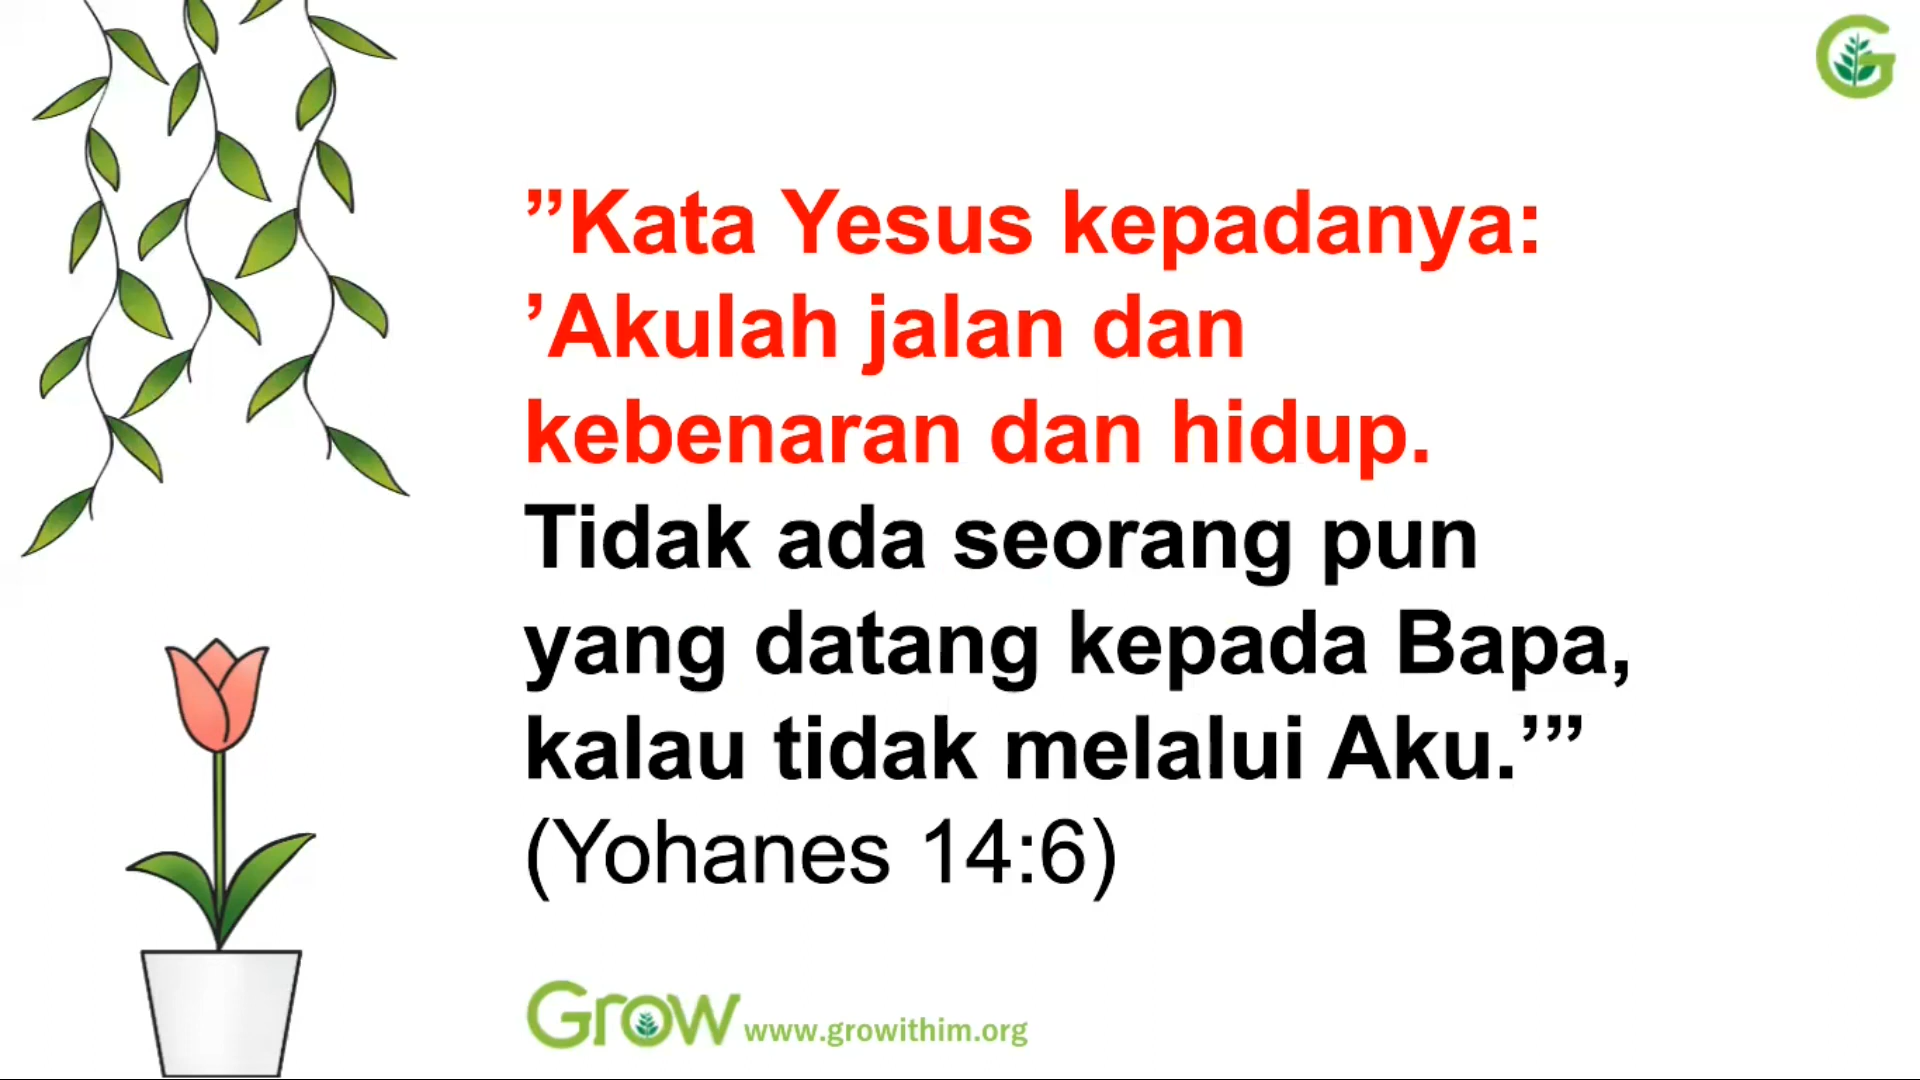 ”Kata Yesus kepadanya:
’Akulah jalan dan
kebenaran dan hidup.
Tidak ada seorang pun
yang datang kepada Bapa,
kalau tidak melalui Aku.’”
(Yohanes 14:6)
Grow www.growithim.org